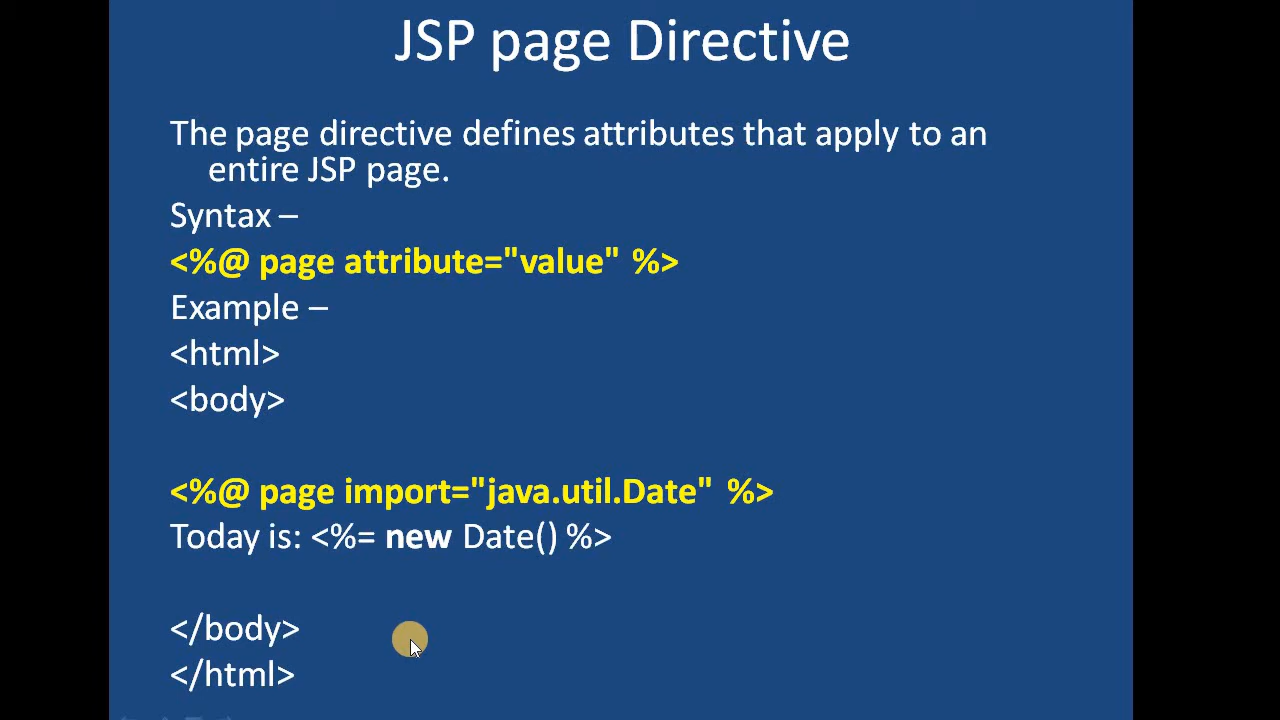 JSP page Directive
The page directive defines attributes that apply to an
entire JSP page.
Syntax –
<%@ page attribute="value" %>
Example –
<html>
<body>
<%@ page import="java.util.Date" %>
Today is: <%= new Date() %>
</body>
</html>